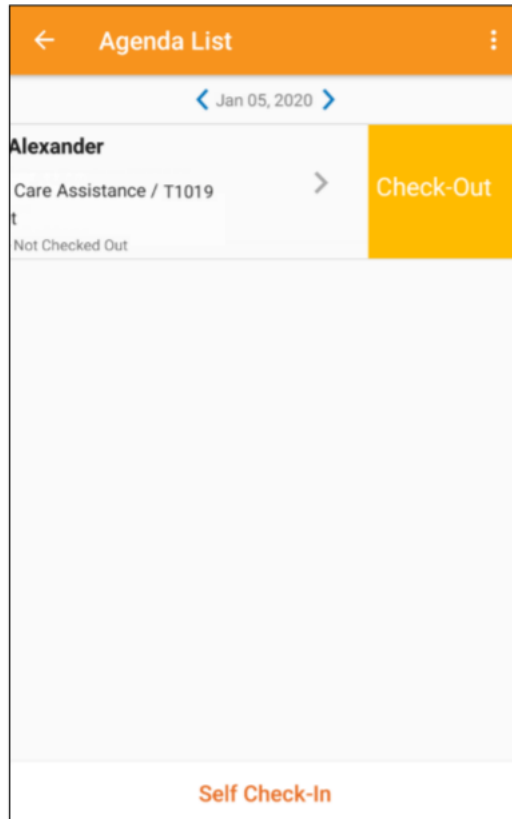 Agenda List
Jan 05, 2020
Alexander
Care Assistance / T1019
t
Not Checked Out
Check-Out
Self Check-In